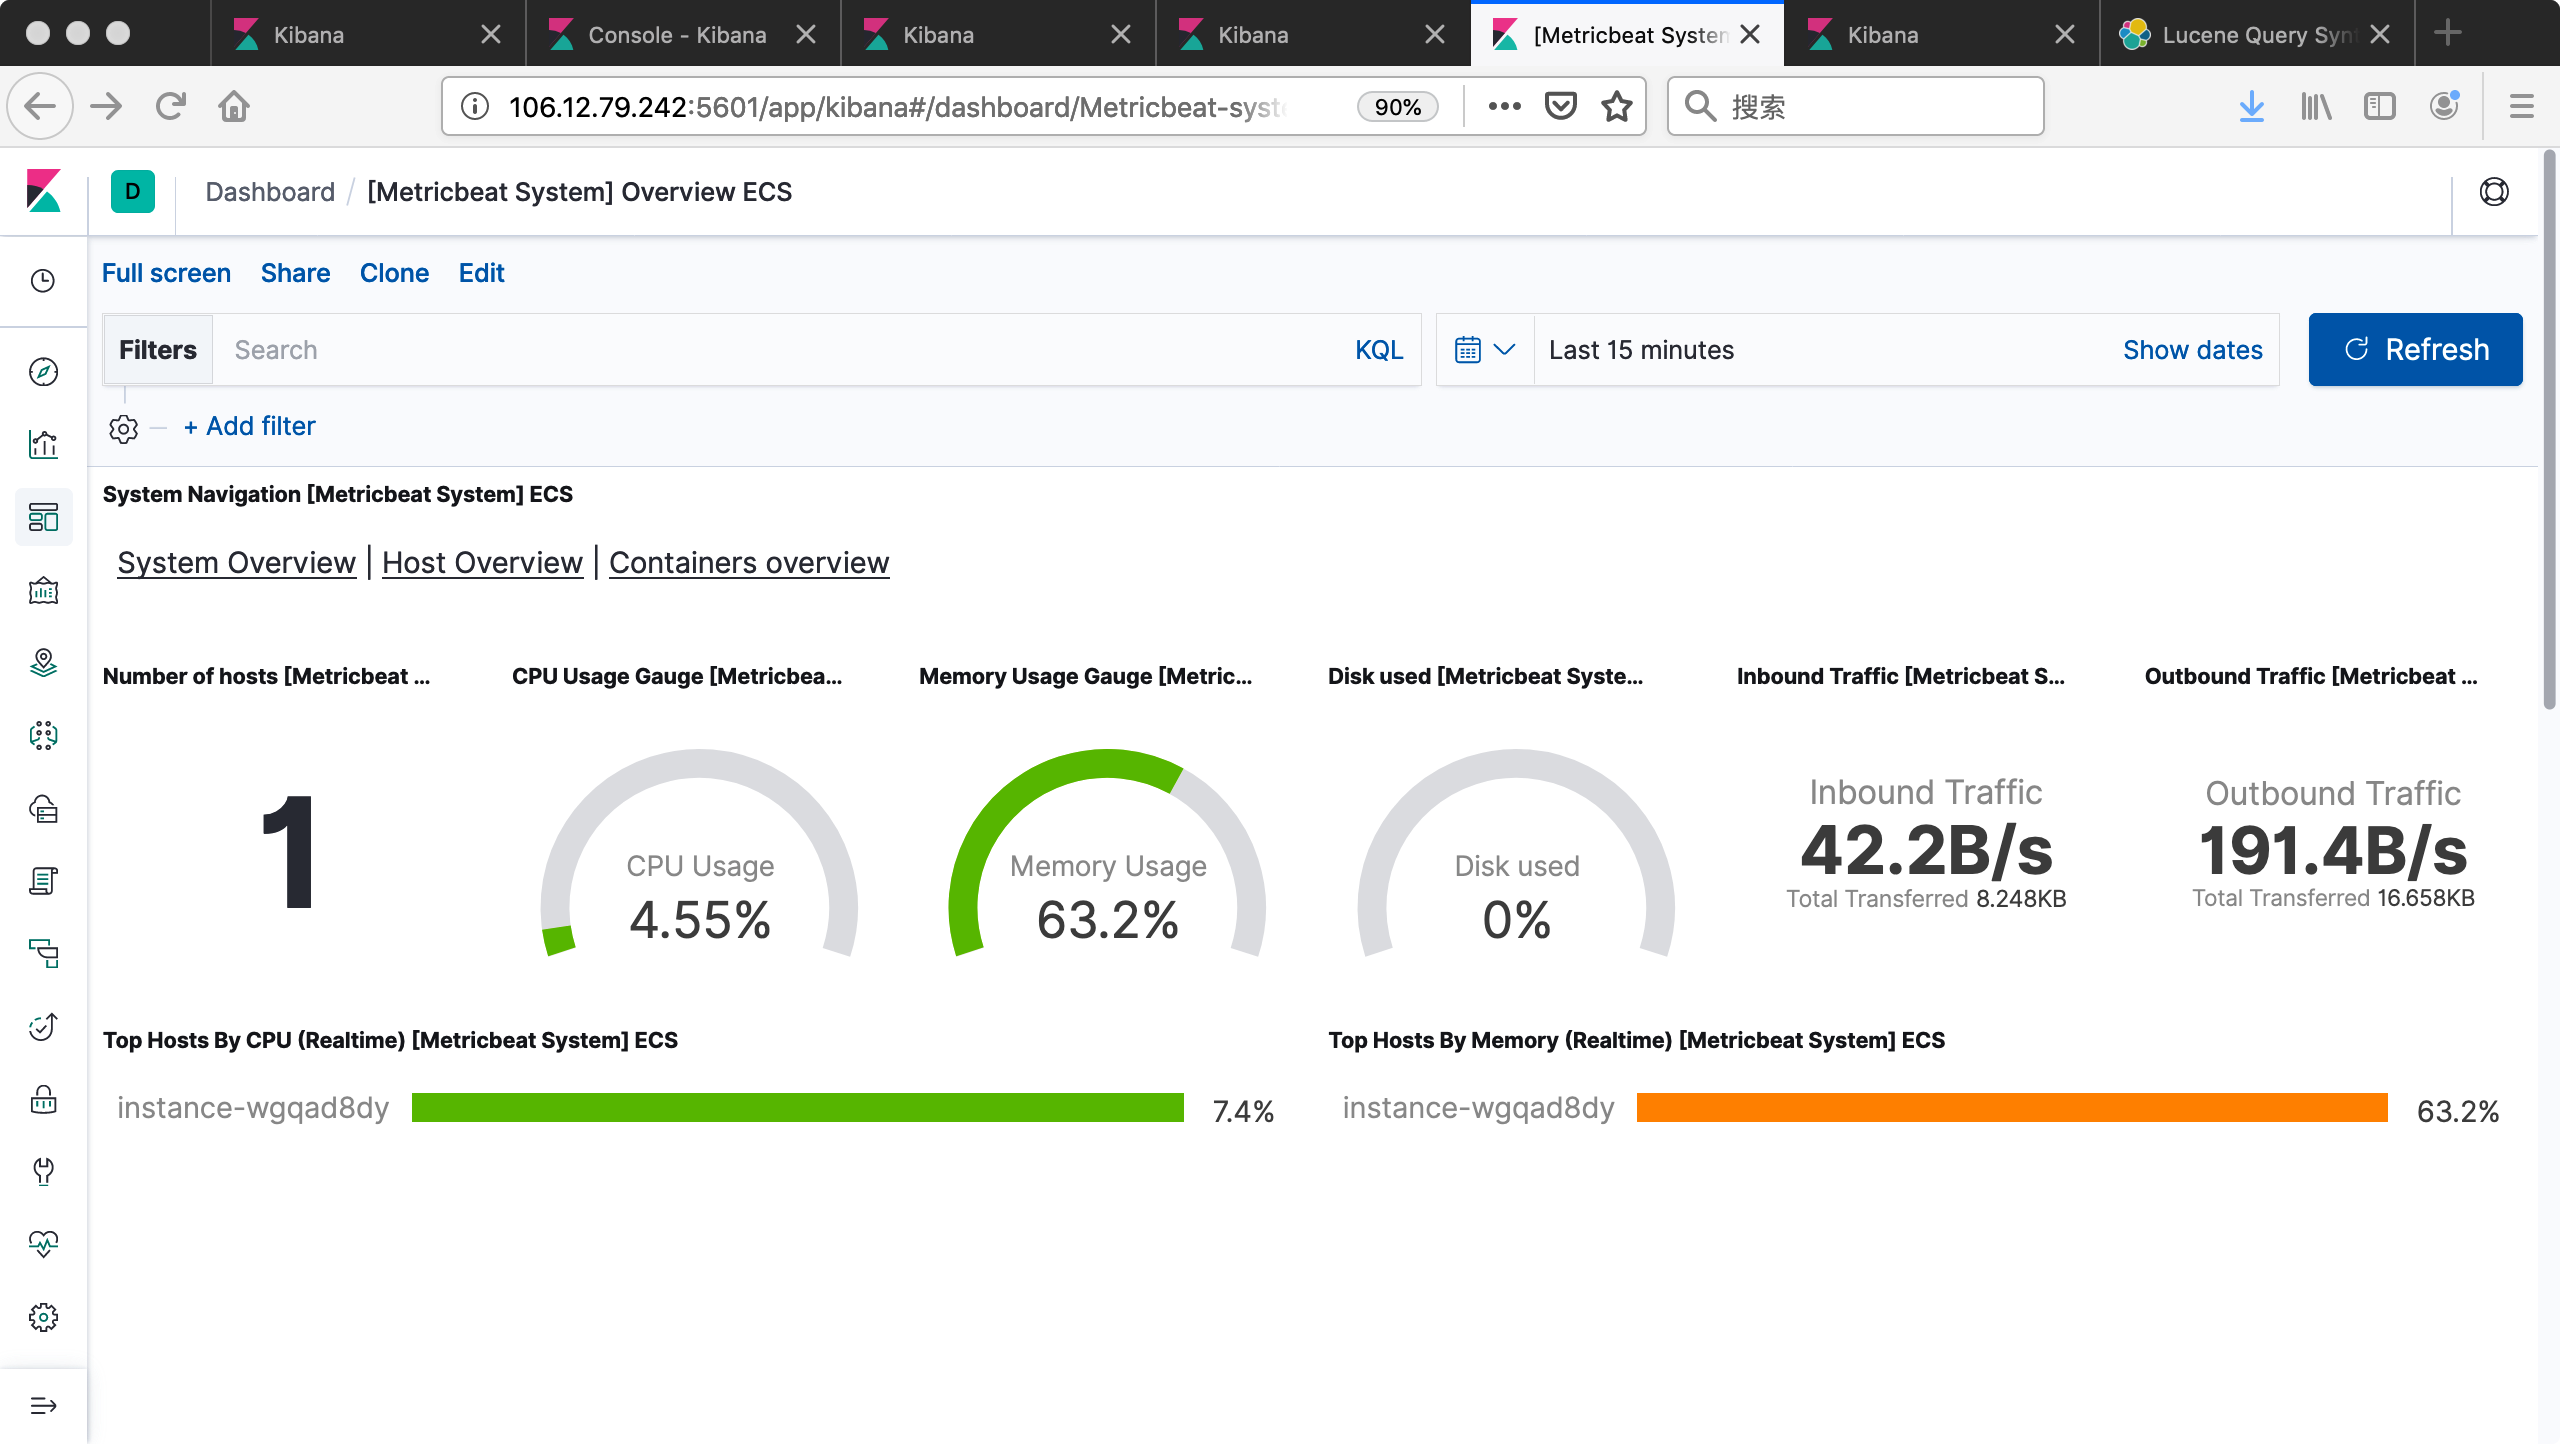 Kibana
Console - Kibana
Kibana
Kibana
[Metricbeat System
Kibana
Lucene Query Synt
106.12.79.242:5601/app/kibana#/dashboard/Metricbeat-syste
90%
搜索
D
Dashboard / [Metricbeat System] Overview ECS
Full screen Share Clone Edit
Filters Search KQL
Last 15 minutes Show dates
Refresh
+ Add filter
System Navigation [Metricbeat System] ECS
System Overview | Host Overview | Containers overview
Number of hosts [Metricbeat ...
1
CPU Usage Gauge [Metricbea...
CPU Usage
4.55%
Memory Usage Gauge [Metric...
Memory Usage
63.2%
Disk used [Metricbeat Syste...
Disk used
0%
Inbound Traffic [Metricbeat S...
Inbound Traffic
42.2B/s
Total Transferred 8.248KB
Outbound Traffic [Metricbeat ...
Outbound Traffic
191.4B/s
Total Transferred 16.658KB
Top Hosts By CPU (Realtime) [Metricbeat System] ECS
instance-wgqad8dy 7.4%
Top Hosts By Memory (Realtime) [Metricbeat System] ECS
instance-wgqad8dy 63.2%